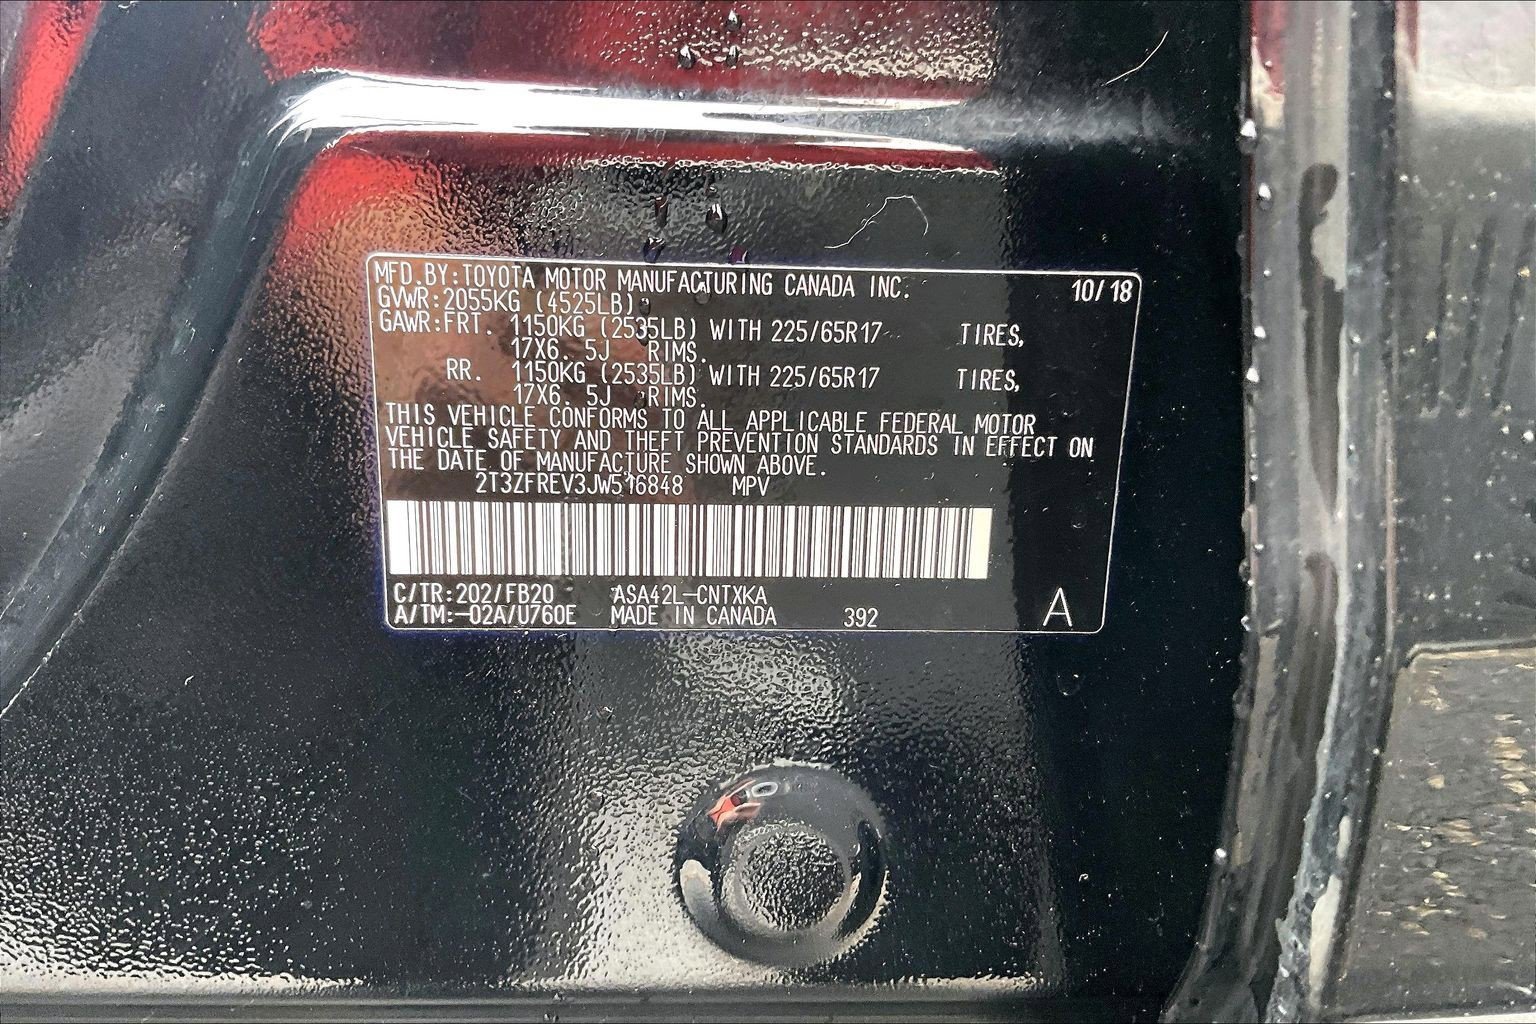 MFD.BY:TOYOTA MOTOR MANUFACTURING CANADA INC. 10/18
GVWR:2055KG (4525LB)
GAWR:FRT. 1150KG (2535LB) WITH 225/65R17 TIRES,
17X6. 5J RIMS.
RR. 1150KG (2535LB) WITH 225/65R17 TIRES,
17X6. 5J RIMS.
THIS VEHICLE CONFORMS TO ALL APPLICABLE FEDERAL MOTOR
VEHICLE SAFETY AND THEFT PREVENTION STANDARDS IN EFFECT ON
THE DATE OF MANUFACTURE SHOWN ABOVE.
2T3ZFREV3JW516848 MPV
C/TR:202/FB20 ASA42L-CNTXKA
A/TM:-02A/U760E MADE IN CANADA 392 A